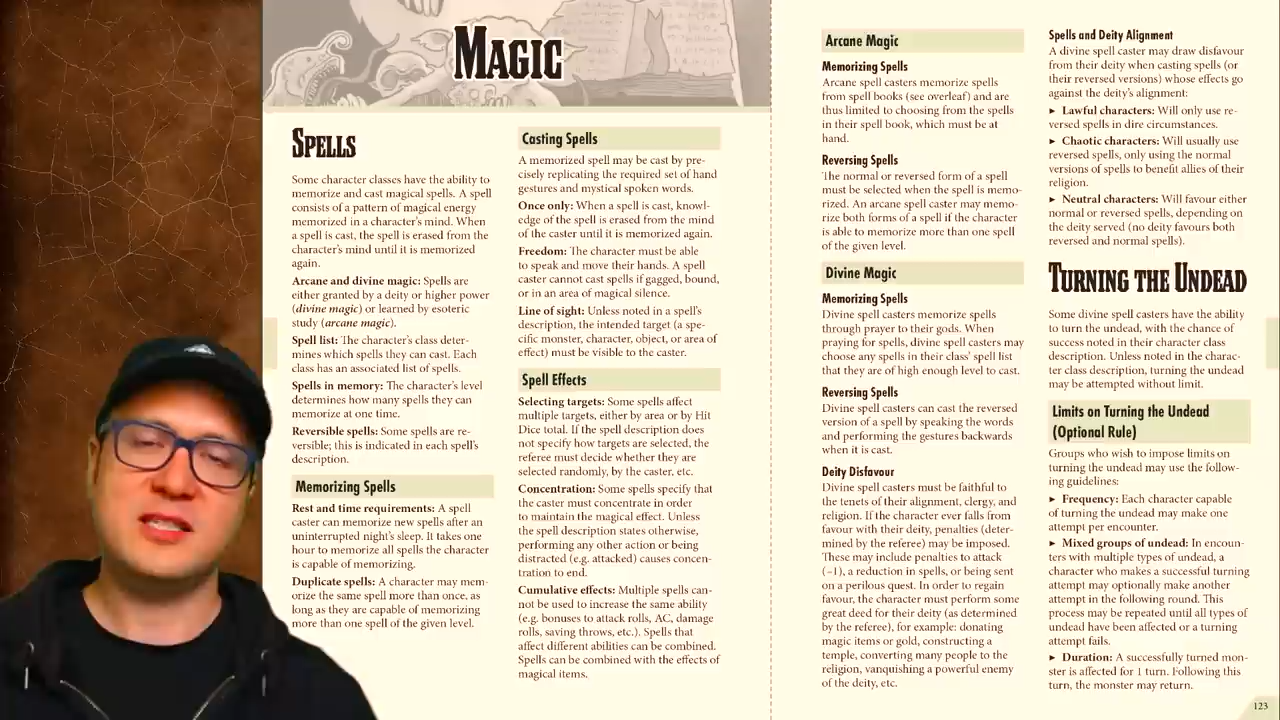 MAGIC
SPELLS
Some character classes have the ability to
memorize and cast magical spells. A spell
consists of a pattern of magical energy
memorized in a character's mind. When
a spell is cast, the spell is erased from the
character's mind until it is memorized
again.
Arcane and divine magic: Spells are
either granted by a deity or higher power
(divine magic) or learned by esoteric
study (arcane magic).
Spell list: The character's class deter-
mines which spells they can cast. Each
class has an associated list of spells.
Spells in memory: The character's level
determines how many spells they can
memorize at one time.
Reversible spells: Some spells are re-
versible; this is indicated in each spell's
description.
Memorizing Spells
Rest and time requirements: A spell
caster can memorize new spells after an
uninterrupted night's sleep. It takes one
hour to memorize all spells the character
is capable of memorizing.
Duplicate spells: A character may mem-
orize the same spell more than once, as
long as they are capable of memorizing
more than one spell of the given level.
Casting Spells
A memorized spell may be cast by pre-
cisely replicating the required set of hand
gestures and mystical spoken words.
Once only: When a spell is cast, knowl-
edge of the spell is erased from the mind
of the caster until it is memorized again.
Freedom: The character must be able
to speak and move their hands. A spell
caster cannot cast spells if gagged, bound,
or in an area of magical silence.
Line of sight: Unless noted in a spell's
description, the intended target (a spe-
cific monster, character, object, or area of
effect) must be visible to the caster.
Spell Effects
Selecting targets: Some spells affect
multiple targets, either by area or by Hit
Dice total. If the spell description does
not specify how targets are selected, the
referee must decide whether they are
selected randomly, by the caster, etc.
Concentration: Some spells specify that
the caster must concentrate in order
to maintain the magical effect. Unless
the spell description states otherwise,
performing any other action or being
distracted (e.g. attacked) causes concen-
tration to end.
Cumulative effects: Multiple spells can-
not be used to increase the same ability
(e.g. bonuses to attack rolls, AC, damage
rolls, saving throws, etc.). Spells that
affect different abilities can be combined.
Spells can be combined with the effects of
magical items.
Arcane Magic
Memorizing Spells
Arcane spell casters memorize spells
from spell books (see overleaf) and are
thus limited to choosing from the spells
in their spell book, which must be at
hand.
Reversing Spells
The normal or reversed form of a spell
must be selected when the spell is memo-
rized. An arcane spell caster may memo-
rize both forms of a spell if the character
is able to memorize more than one spell
of the given level.
Divine Magic
Memorizing Spells
Divine spell casters memorize spells
through prayer to their gods. When
praying for spells, divine spell casters may
choose any spells in their class' spell list
that they are of high enough level to cast.
Reversing Spells
Divine spell casters can cast the reversed
version of a spell by speaking the words
and performing the gestures backwards
when it is cast.
Deity Disfavour
Divine spell casters must be faithful to
the tenets of their alignment, clergy, and
religion. If the character ever falls from
favour with their deity, penalties (deter-
mined by the referee) may be imposed.
These may include penalties to attack
(–1), a reduction in spells, or being sent
on a perilous quest. In order to regain
favour, the character must perform some
great deed for their deity (as determined
by the referee), for example: donating
magic items or gold, constructing a
temple, converting many people to the
religion, vanquishing a powerful enemy
of the deity, etc.
Spells and Deity Alignment
A divine spell caster may draw disfavour
from their deity when casting spells (or
their reversed versions) whose effects go
against the deity's alignment:
► Lawful characters: Will only use re-
versed spells in dire circumstances.
► Chaotic characters: Will usually use
reversed spells, only using the normal
versions of spells to benefit allies of their
religion.
► Neutral characters: Will favour either
normal or reversed spells, depending on
the deity served (no deity favours both
reversed and normal spells).
TURNING THE UNDEAD
Some divine spell casters have the ability
to turn the undead, with the chance of
success noted in their character class
description. Unless noted in the charac-
ter class description, turning the undead
may be attempted without limit.
Limits on Turning the Undead
(Optional Rule)
Groups who wish to impose limits on
turning the undead may use the follow-
ing guidelines:
► Frequency: Each character capable
of turning the undead may make one
attempt per encounter.
► Mixed groups of undead: In encoun-
ters with multiple types of undead, a
character who makes a successful turning
attempt may optionally make another
attempt in the following round. This
process may be repeated until all types of
undead have been affected or a turning
attempt fails.
► Duration: A successfully turned mon-
ster is affected for 1 turn. Following this
turn, the monster may return.
123